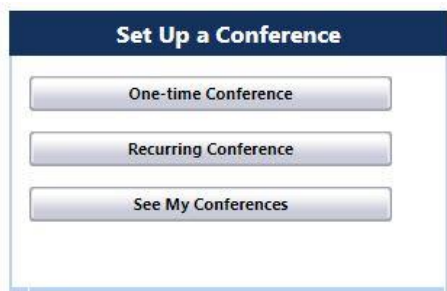 Set Up a Conference
One-time Conference
Recurring Conference
See My Conferences